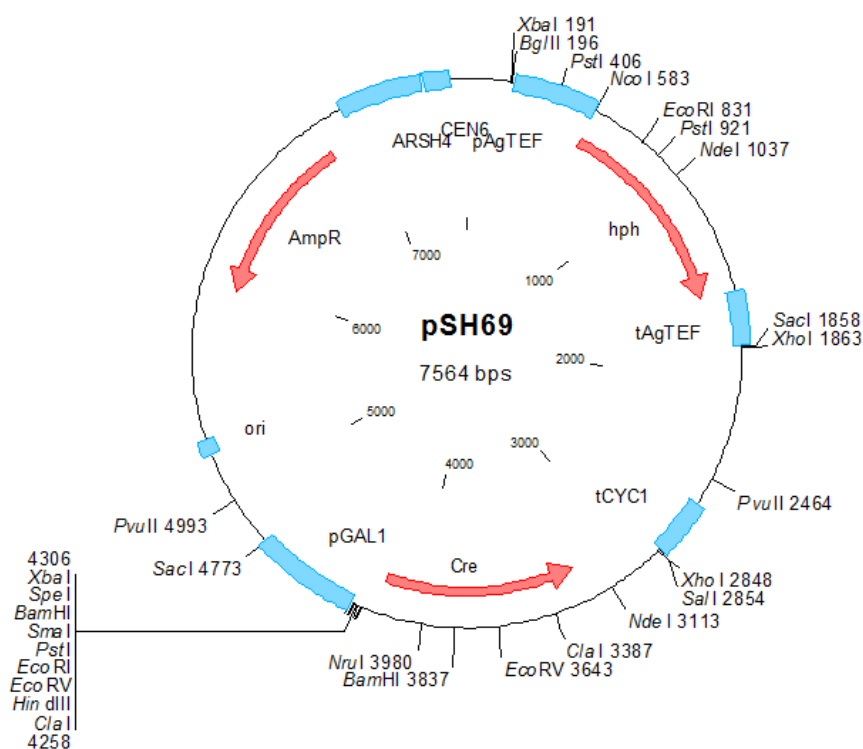 XbaI 191
BglII 196
PstI 406
NcoI 583
EcoRI 831
PstI 921
NdeI 1037
CEN6
ARSH4
pAgTEF
AmpR
hph
7000
1000
6000
pSH69
7564 bps
2000
tAgTEF
SacI 1858
XhoI 1863
5000
ori
3000
4000
tCYC1
PvuII 2464
PvuII 4993
pGAL1
SacI 4773
Cre
XhoI 2848
SalI 2854
NdeI 3113
ClaI 3387
EcoRV 3643
BamHI 3837
NruI 3980
4306
XbaI
SpeI
BamHI
SmaI
PstI
EcoRI
EcoRV
HindIII
ClaI
4258